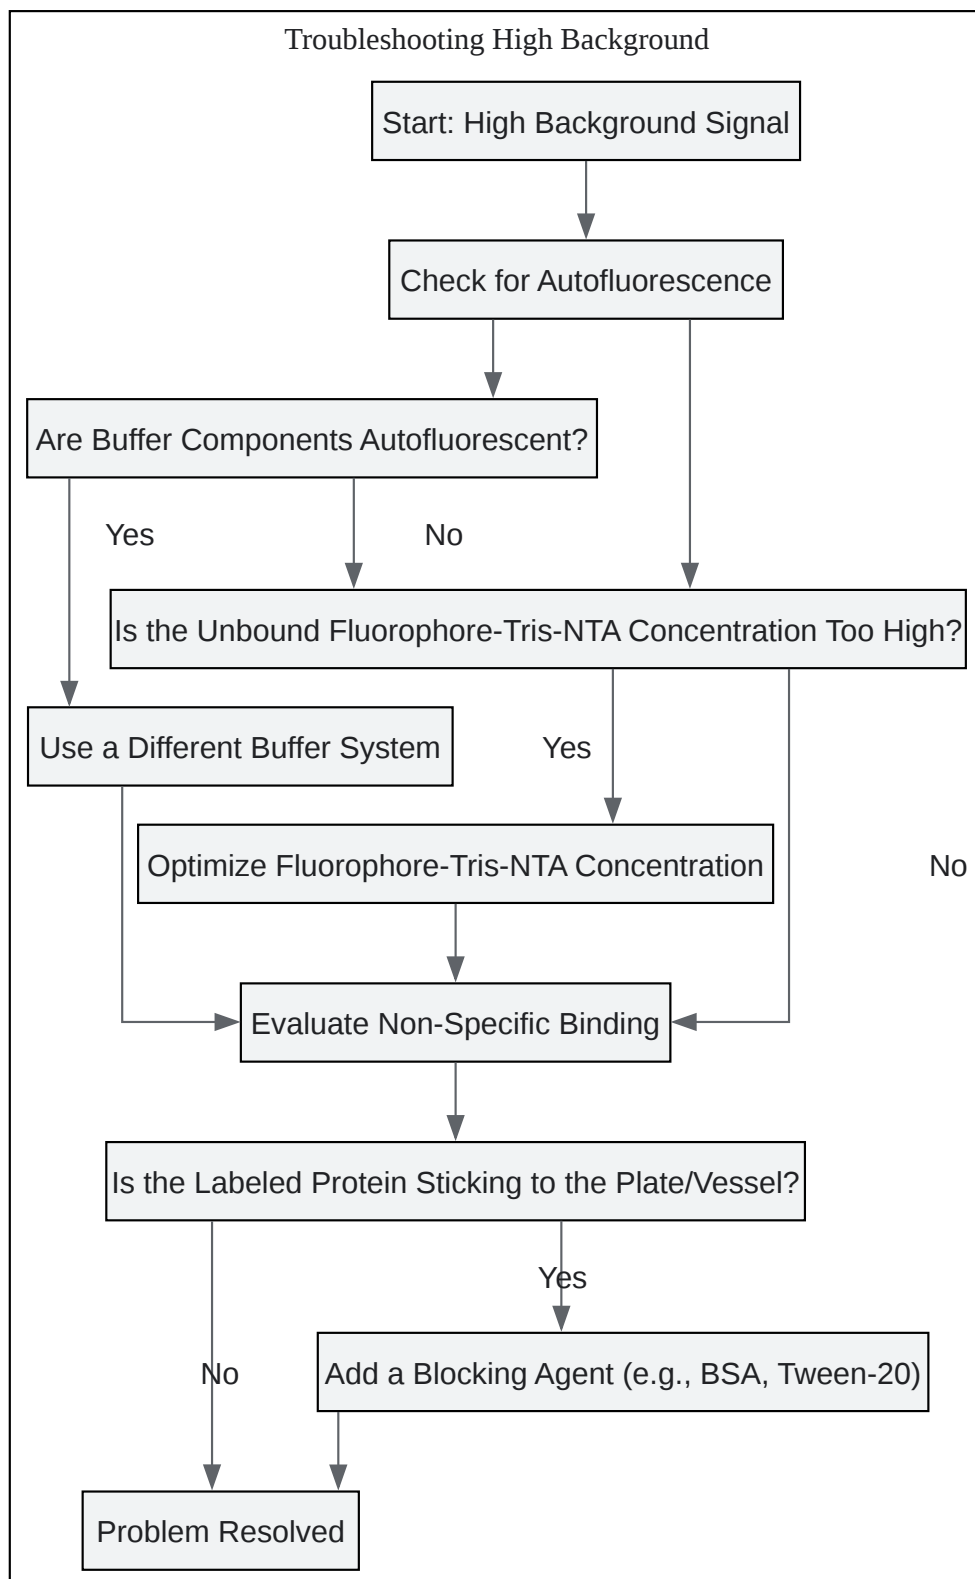 Troubleshooting High Background
Start: High Background Signal
Check for Autofluorescence
Are Buffer Components Autofluorescent?
Yes
No
Is the Unbound Fluorophore-Tris-NTA Concentration Too High?
Use a Different Buffer System
Yes
Optimize Fluorophore-Tris-NTA Concentration
No
Evaluate Non-Specific Binding
Is the Labeled Protein Sticking to the Plate/Vessel?
Yes
No
Add a Blocking Agent (e.g., BSA, Tween-20)
Problem Resolved